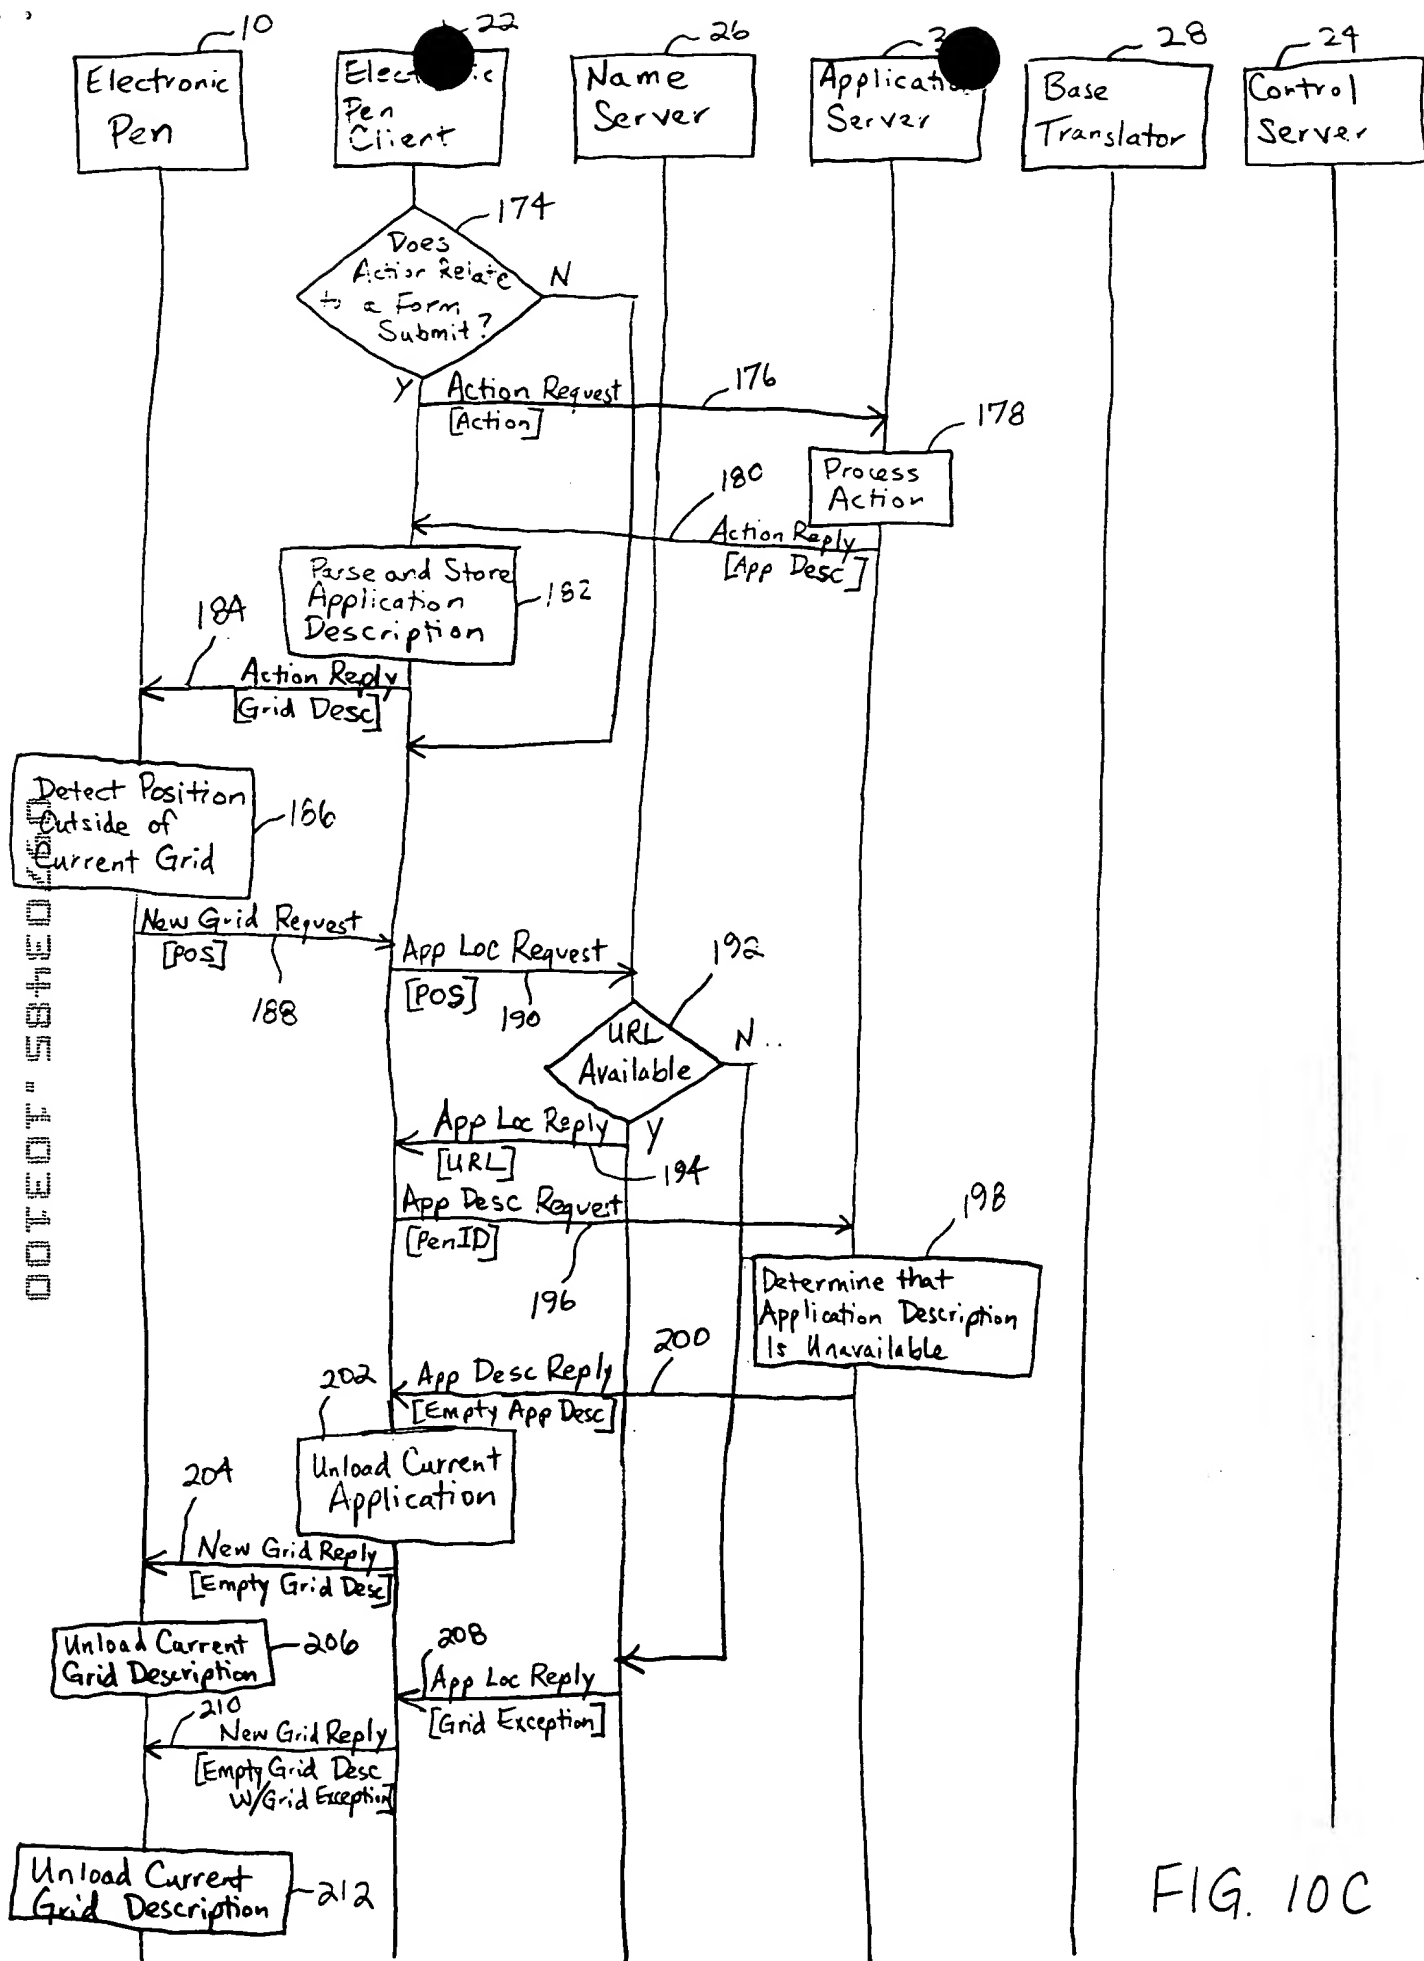 10
22
26
28
24
Electronic
Pen
Pen
Client
Name
Server
Server
Base
Translator
Control
Server
174
Does
Action Relate
to a Form
Submit?
N
Y
Action Request
[Action]
176
178
Process
Action
180
Action Reply
[App Desc]
Parse and Store
Application
Description
182
184
Action Reply
[Grid Desc]
Detect Position
Outside of
Current Grid
186
New Grid Request
[POS]
188
App Loc Request
[POS]
190
192
URL
Available
N
Y
App Loc Reply
[URL]
194
App Desc Request
[PenID]
196
198
Determine that
Application Description
Is Unavailable
200
App Desc Reply
[Empty App Desc]
202
Unload Current
Application
204
New Grid Reply
[Empty Grid Desc]
Unload Current
Grid Description
206
208
App Loc Reply
[Grid Exception]
210
New Grid Reply
[Empty Grid Desc
W/Grid Exception]
Unload Current
Grid Description
212
FIG. 10C